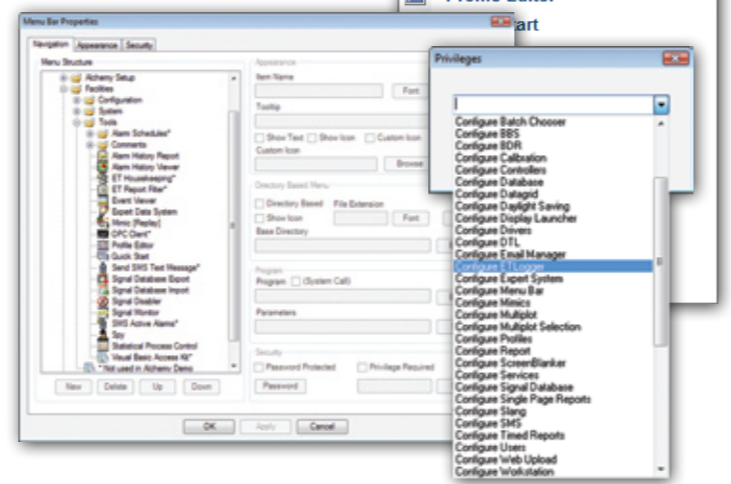 Profile Editor
art
Menu Bar Properties
Navigation Appearance Security
Menu Structure
Alchemy Setup
Facilities
Configuration
System
Tools
Alarm Schedules*
Comments
Alarm History Report
Alarm History Viewer
ET Housekeeping*
ET Report Filter*
Event Viewer
Expert Data System
Mimic [Replay]
OPC Client*
Profile Editor
Quick Start
Send SMS Text Message*
Signal Database Export
Signal Database Import
Signal Disabler
Signal Monitor
SMS Active Alarms*
Spy
Statistical Process Control
Visual Basic Access Kit*
*Not used in Alchemy Demo
New Delete Up Down
Appearance
Item Name
Font
Tooltip
Show Text Show Icon Custom Icon
Custom Icon
Browse
Directory Based Menu
Directory Based File Extension
Show Icon Font
Base Directory
Program
Program (System Call)
Parameters
Security
Password Protected Privilege Required
Password
OK Apply Cancel
Privileges
Configure Batch Chooser
Configure BBS
Configure BDR
Configure Calibration
Configure Controllers
Configure Database
Configure Datagrid
Configure Daylight Saving
Configure Display Launcher
Configure Drivers
Configure DTL
Configure Email Manager
Configure ETLogger
Configure Expert System
Configure Menu Bar
Configure Mimics
Configure Multiplot
Configure Multiplot Selection
Configure Profiles
Configure Report
Configure ScreenBlanker
Configure Services
Configure Signal Database
Configure Single Page Reports
Configure Slang
Configure SMS
Configure Timed Reports
Configure Users
Configure Web Upload
Configure Workstation